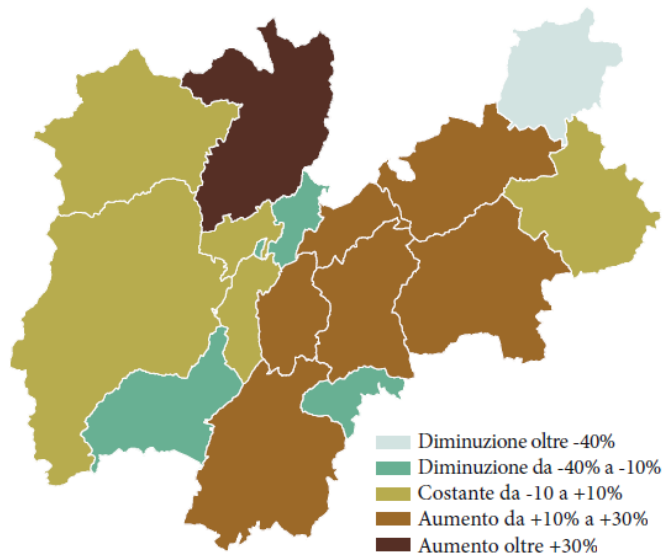 Diminuzione oltre -40%
Diminuzione da -40% a -10%
Costante da -10 a +10%
Aumento da +10% a +30%
Aumento oltre +30%